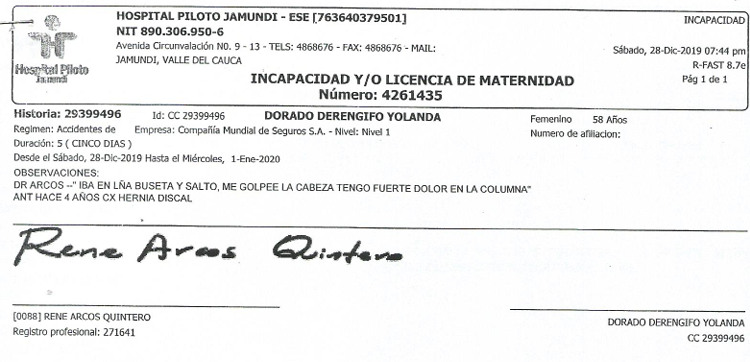 HOSPITAL PILOTO JAMUNDI - ESE [763640379501]
INCAPACIDAD
NIT 890.306.950-6
Avenida Circunvalación N0. 9 - 13 - TELS: 4868676 - FAX: 4868676 - MAIL:
JAMUNDI, VALLE DEL CAUCA
Sábado, 28-Dic-2019 07:44 pm
R-FAST 8.7e
Pág 1 de 1
Hospital Piloto
Jamundi
INCAPACIDAD Y/O LICENCIA DE MATERNIDAD
Número: 4261435
Historia: 29399496 Id: CC 29399496 DORADO DERENGIFO YOLANDA Femenino 58 Años
Regimen: Accidentes de Empresa: Compañía Mundial de Seguros S.A. - Nivel: Nivel 1 Numero de afiliacion:
Duración: 5 ( CINCO DIAS )
Desde el Sábado, 28-Dic-2019 Hasta el Miércoles, 1-Ene-2020
OBSERVACIONES:
DR ARCOS --" IBA EN LÑA BUSETA Y SALTO, ME GOLPEE LA CABEZA TENGO FUERTE DOLOR EN LA COLUMNA"
ANT HACE 4 AÑOS CX HERNIA DISCAL
Rene Arcos Quintero
[0088] RENE ARCOS QUINTERO
Registro profesional: 271641
DORADO DERENGIFO YOLANDA
CC 29399496